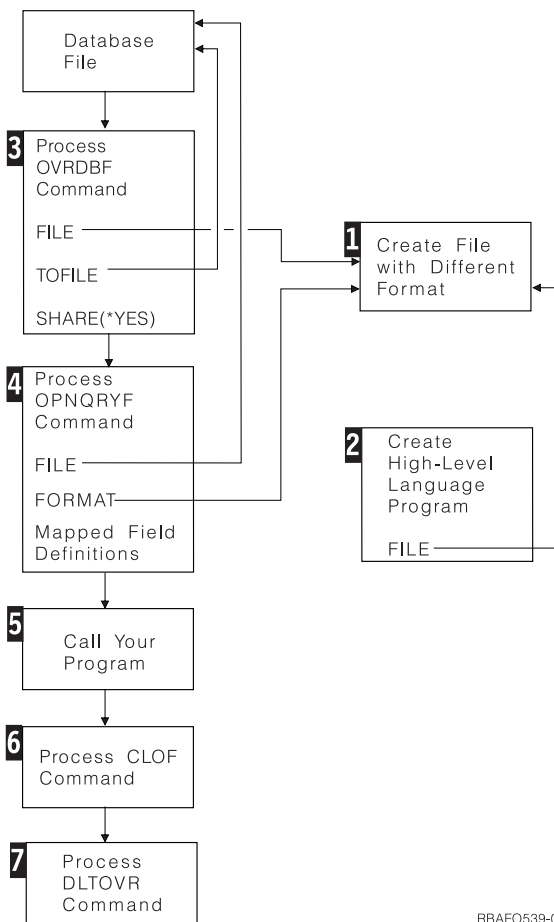 Database
File
3
Process
OVRDBF
Command
FILE
TOFILE
SHARE(*YES)
1
Create File
with Different
Format
4
Process
OPNQRYF
Command
FILE
FORMAT
Mapped Field
Definitions
2
Create
High-Level
Language
Program
FILE
5
Call Your
Program
6
Process CLOF
Command
7
Process
DLTOVR
Command